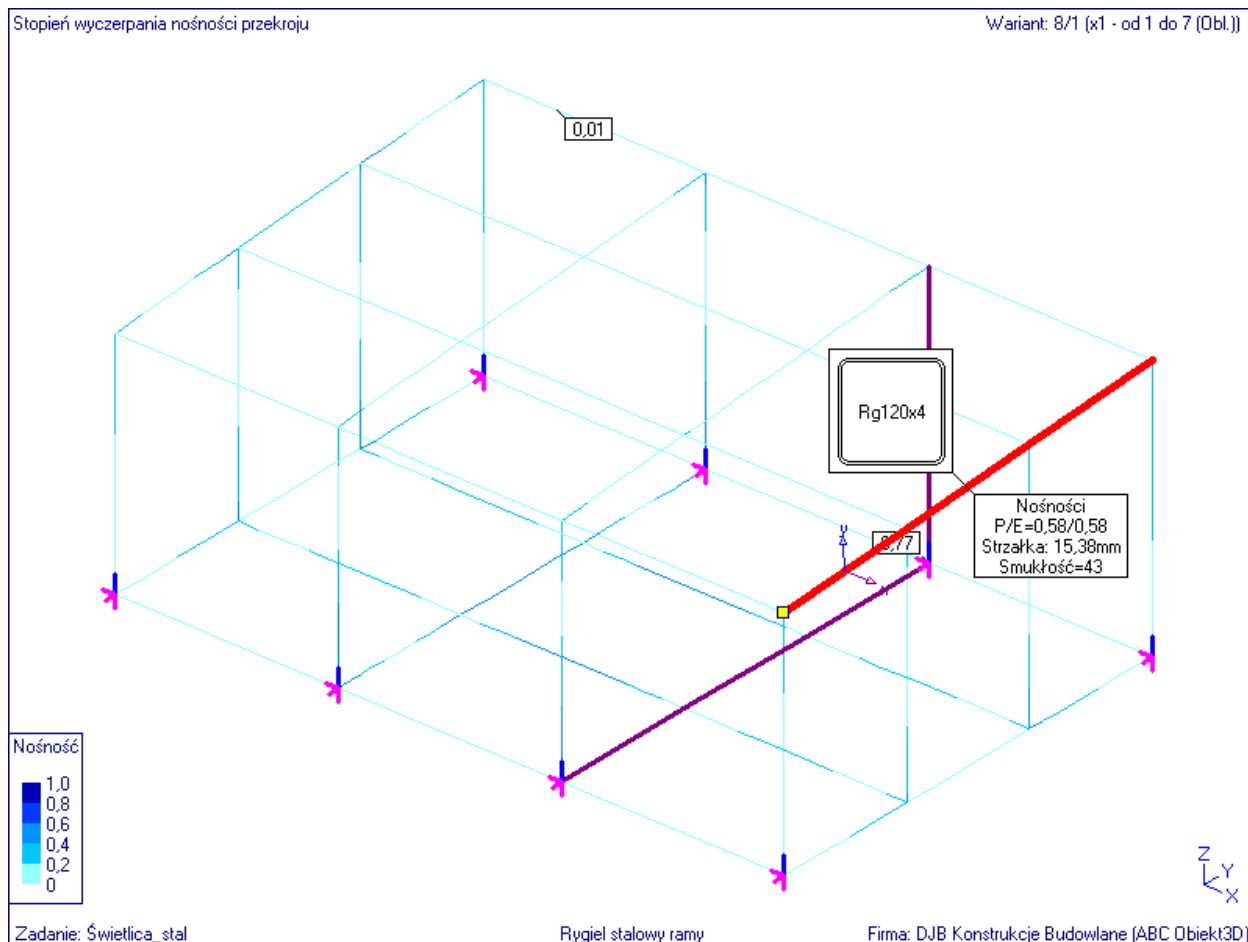 Stopień wyczerpania nośności przekroju
Wariant: 8/1 (x1 - od 1 do 7 (Obl.))
0,01
Rg120x4
Nośności
P/E=0,58/0,58
Strzałka: 15,38mm
Smukłość=43
0,77
Nośność
1,0
0,8
0,6
0,4
0,2
0
Z
Y
X
Zadanie: Świetlica_stal
Rygiel stalowy ramy
Firma: DJB Konstrukcje Budowlane (ABC Obiekt3D)